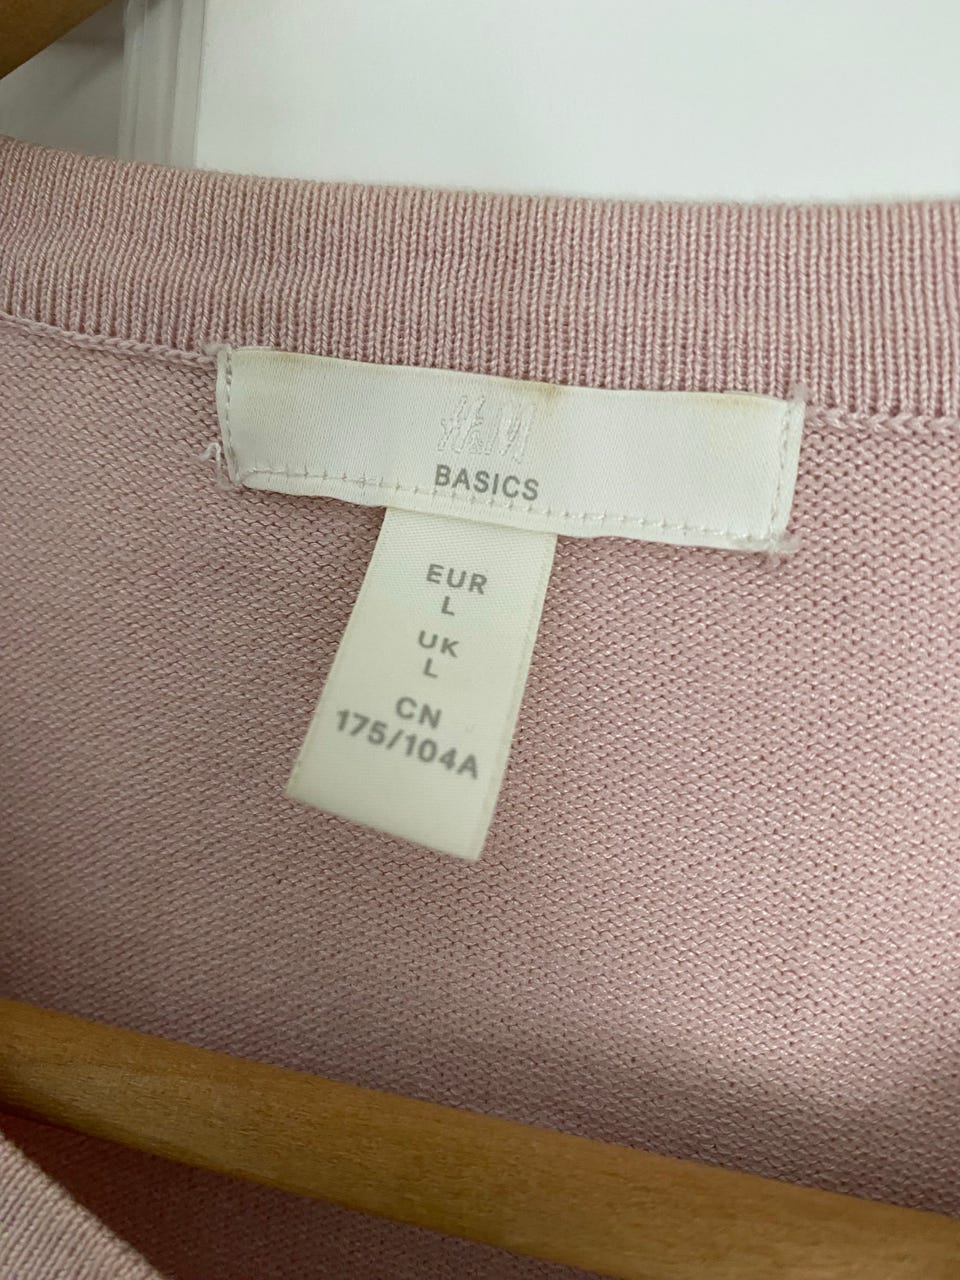 H&M
BASICS
EUR
L
UK
L
CN
175/104A